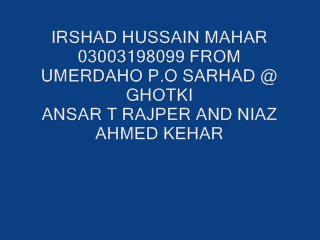 IRSHAD HUSSAIN MAHAR
03003198099 FROM
UMERDAHO P.O SARHAD @
GHOTKI
ANSAR T RAJPER AND NIAZ
AHMED KEHAR